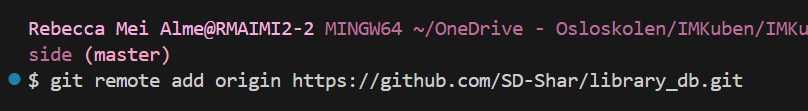 Rebecca Mei Alme@RMAIMI2-2 MINGW64 ~/OneDrive - Osloskolen/IMKuben/IMKu
side (master)
$ git remote add origin https://github.com/SD-Shar/library_db.git